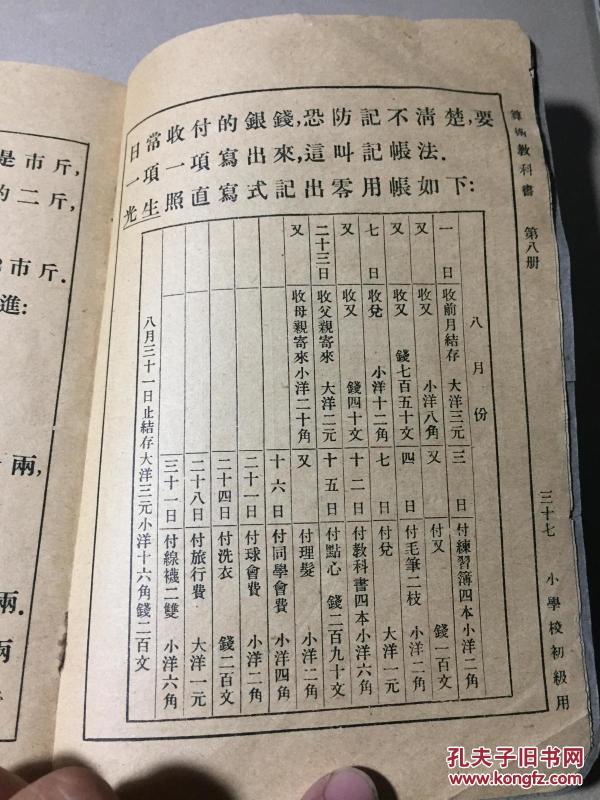 算術教科書 第八册 三十七 小學校初級用
日常收付的銀錢,恐防記不清楚,要
一項一項寫出來,這叫記帳法.
光生照直寫式記出零用帳如下:
八月份
一日 收前月結存 大洋三元
又 收又 小洋八角
又 收又 錢七百五十文
七日 收兌 小洋十二角
又 收又 錢四十文
二十三日 收父親寄來 大洋二元
又 收母親寄來小洋二十角
三日 付練習簿四本小洋二角
又 付又 錢一百文
四日 付毛筆二枝 小洋二角
七日 付兌 大洋一元
十二日 付教科書四本小洋六角
十五日 付點心 錢二百九十文
又 付理髮 小洋二角
十六日 付同學會費 小洋四角
二十一日 付球會費 小洋二角
二十四日 付洗衣 錢二百文
二十八日 付旅行費 大洋一元
三十一日 付線襪二雙 小洋六角
八月三十一日止結存大洋三元小洋十六角錢二百文
是市斤,
的二斤,
市斤.
進:
兩,
兩.
兩
孔夫子旧书网
www.kongfz.com